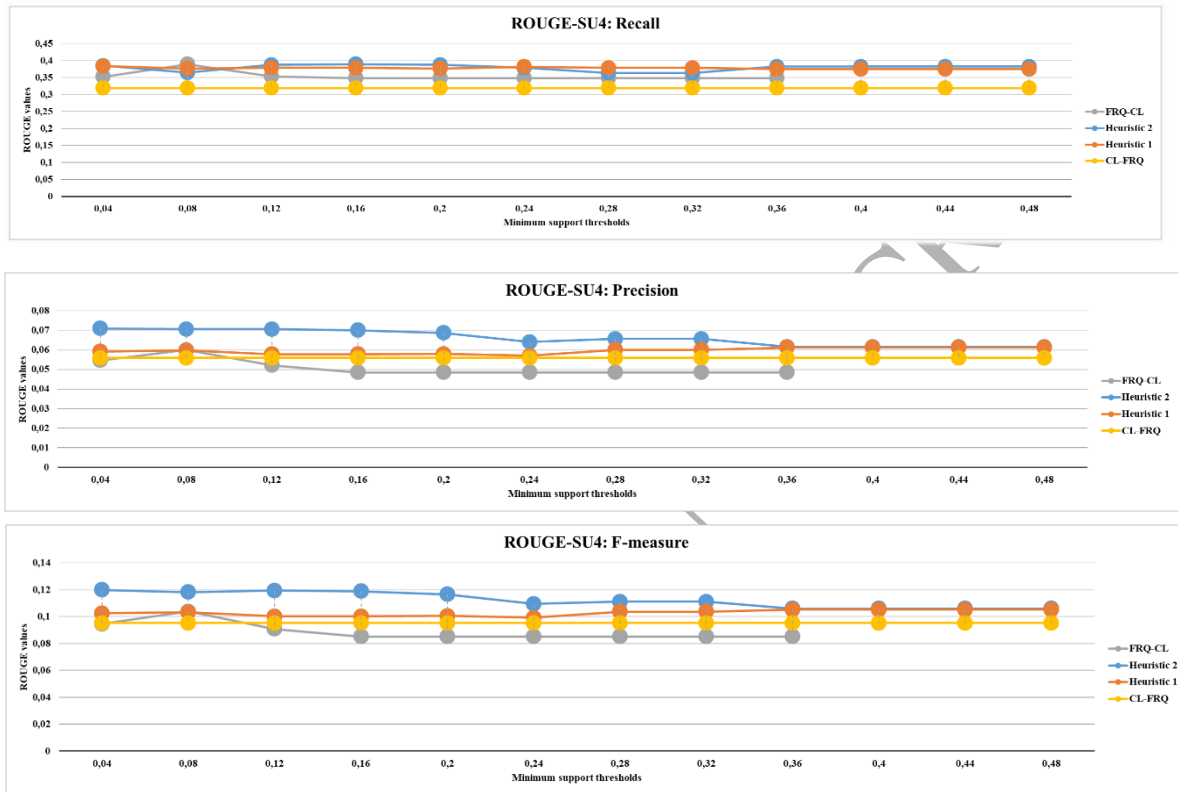 ROUGE-SU4: Recall
0,45
0,4
0,35
0,3
0,25
0,2
0,15
0,1
0,05
0
ROUGE values
0,04 0,08 0,12 0,16 0,2 0,24 0,28 0,32 0,36 0,4 0,44 0,48
Minimum support thresholds
FRQ-CL
Heuristic 2
Heuristic 1
CL-FRQ
ROUGE-SU4: Precision
0,08
0,07
0,06
0,05
0,04
0,03
0,02
0,01
0
ROUGE values
0,04 0,08 0,12 0,16 0,2 0,24 0,28 0,32 0,36 0,4 0,44 0,48
Minimum support thresholds
FRQ-CL
Heuristic 2
Heuristic 1
CL-FRQ
ROUGE-SU4: F-measure
0,14
0,12
0,1
0,08
0,06
0,04
0,02
0
ROUGE values
0,04 0,08 0,12 0,16 0,2 0,24 0,28 0,32 0,36 0,4 0,44 0,48
Minimum support thresholds
FRQ-CL
Heuristic 2
Heuristic 1
CL-FRQ